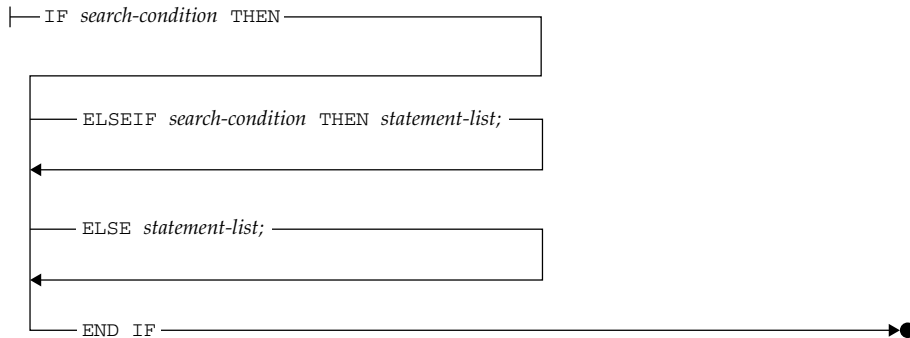 IF search-condition THEN
ELSEIF search-condition THEN statement-list;
ELSE statement-list;
END IF